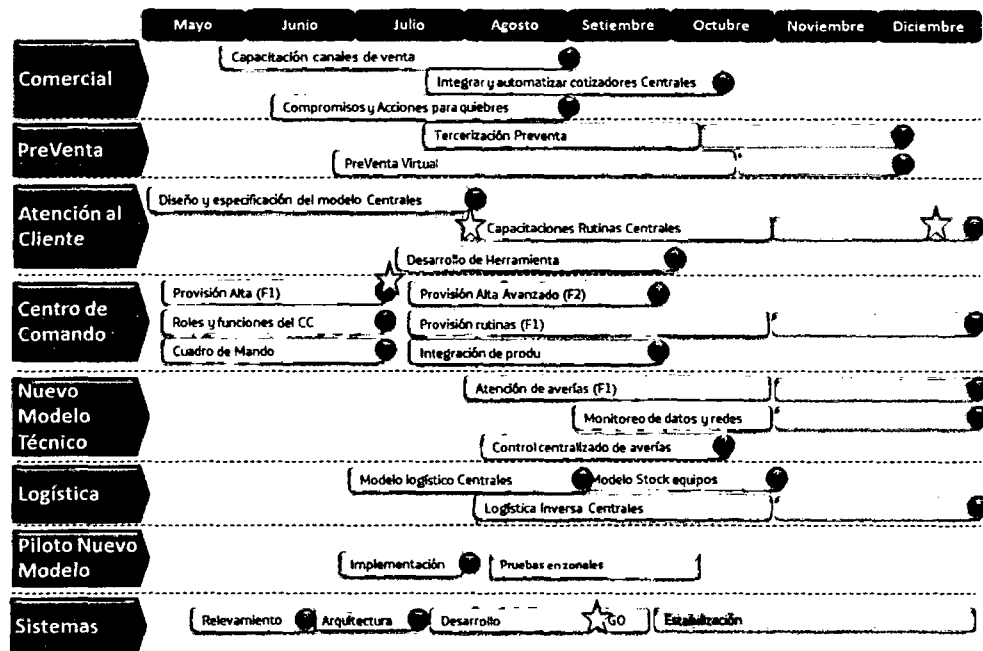 Mayo Junio Julio Agosto Setiembre Octubre Noviembre Diciembre
Comercial
Capacitación canales de venta
Integrar y automatizar cotizadores Centrales
Compromisos y Acciones para quiebres
PreVenta
Tercerización Preventa
PreVenta Virtual
Atención al
Cliente
Diseño y especificación del modelo Centrales
Capacitaciones Rutinas Centrales
Desarrollo de Herramienta
Centro de
Comando
Provisión Alta (F1) Provisión Alta Avanzado (F2)
Roles y funciones del CC Provisión rutinas (F1)
Cuadro de Mando Integración de produ
Nuevo
Modelo
Técnico
Atención de averías (F1)
Monitoreo de datos y redes
Control centralizado de averías
Logística
Modelo logístico Centrales Modelo Stock equipos
Logística Inversa Centrales
Piloto Nuevo
Modelo
Implementación Pruebas en zonales
Sistemas
Relevamiento Arquitectura Desarrollo GO Estabilización